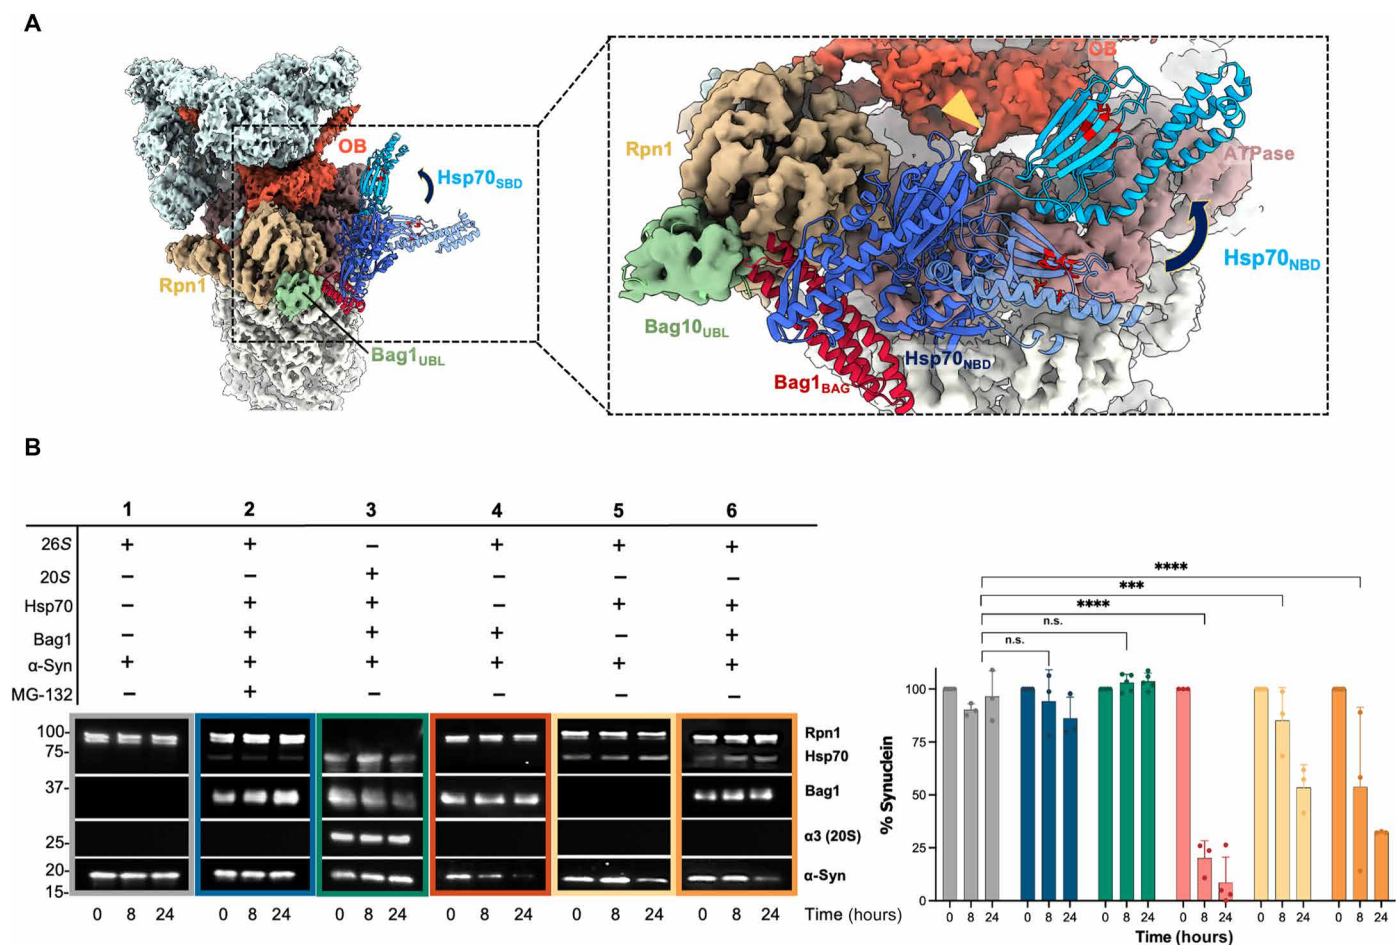 A
OB
Hsp70SBD
Rpn1
Bag1UBL
OB
Rpn1
ATPase
Hsp70NBD
Bag10UBL
Hsp70NBD
Bag1BAG
B
1 2 3 4 5 6
26S + + – + + +
20S – – + – – –
Hsp70 – + + – + +
Bag1 – + + + – +
α-Syn + + + + + +
MG-132 – + – – – –
100-
75-
37-
25-
20-
15-
Rpn1
Hsp70
Bag1
α3 (20S)
α-Syn
0 8 24 0 8 24 0 8 24 0 8 24 0 8 24 0 8 24 Time (hours)
****
***
****
n.s.
n.s.
% Synuclein
100
75
50
25
0
0 8 24 0 8 24 0 8 24 0 8 24 0 8 24 0 8 24
Time (hours)